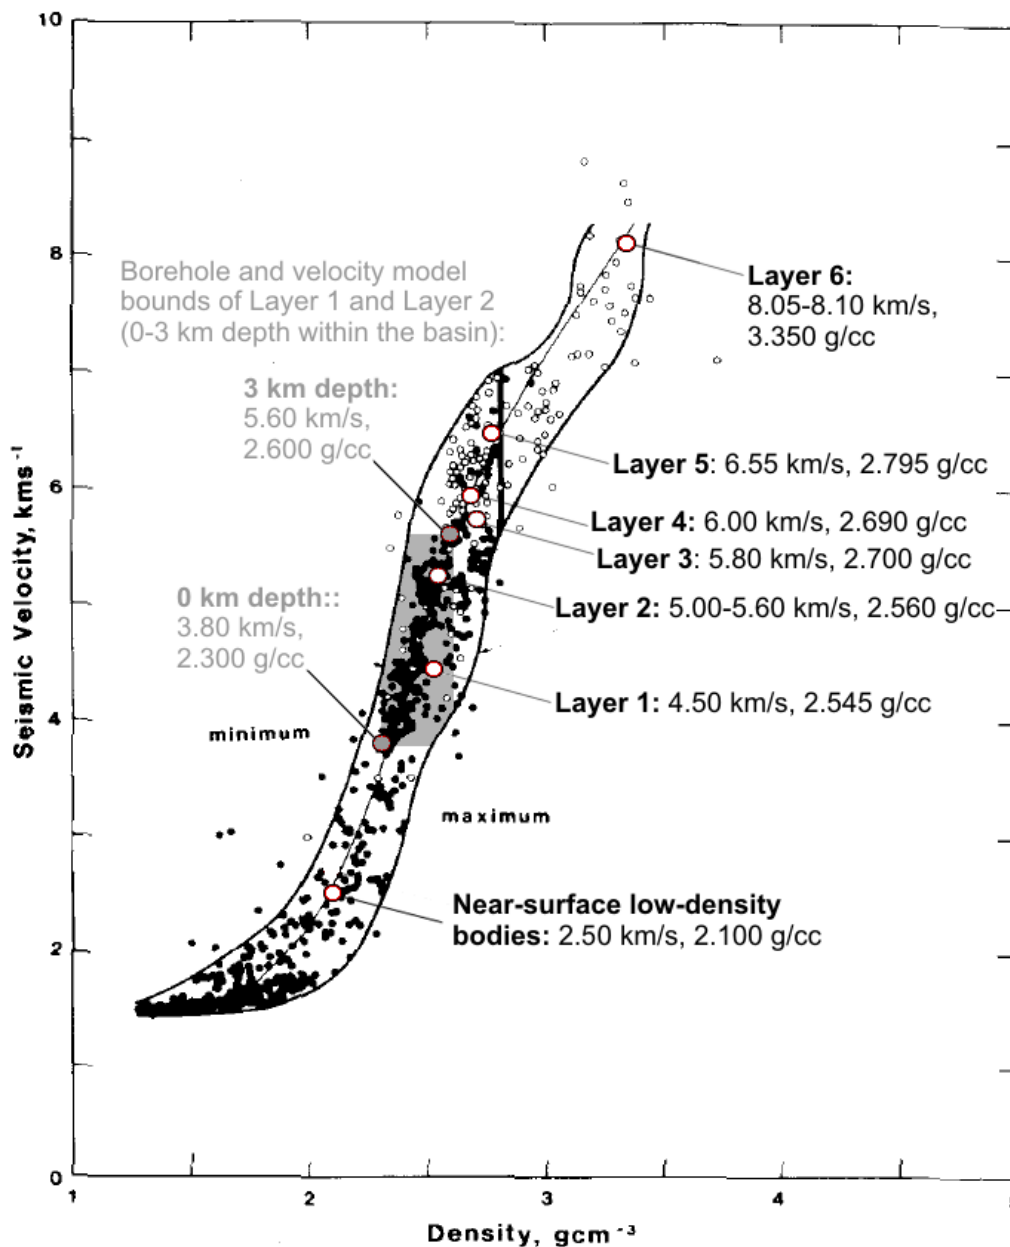 10
Borehole and velocity model
bounds of Layer 1 and Layer 2
(0-3 km depth within the basin):
8
Layer 6:
8.05-8.10 km/s,
3.350 g/cc
3 km depth:
5.60 km/s,
2.600 g/cc
Layer 5: 6.55 km/s, 2.795 g/cc
6
Layer 4: 6.00 km/s, 2.690 g/cc
Layer 3: 5.80 km/s, 2.700 g/cc
0 km depth::
3.80 km/s,
2.300 g/cc
Layer 2: 5.00-5.60 km/s, 2.560 g/cc
Layer 1: 4.50 km/s, 2.545 g/cc
4
minimum
maximum
Near-surface low-density
bodies: 2.50 km/s, 2.100 g/cc
2
0
1
2
3
4
Density, gcm⁻³
Seismic Velocity, kms⁻¹